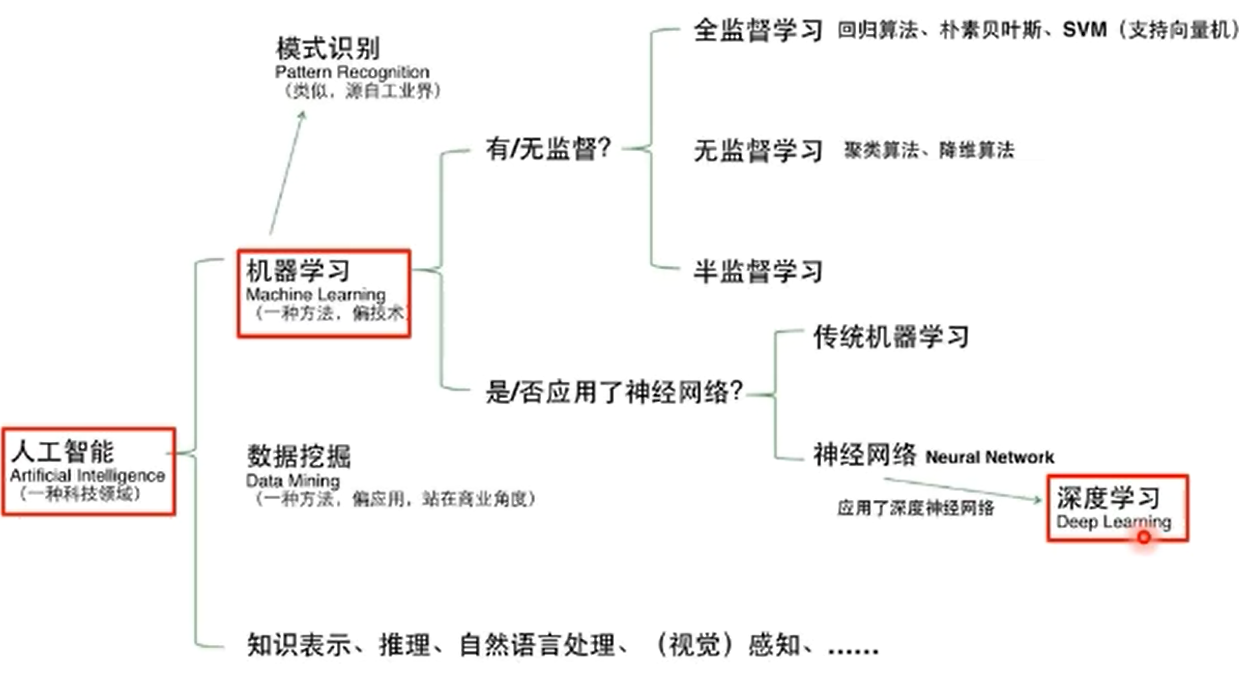 模式识别
Pattern Recognition
（类似，源自工业界）
全监督学习 回归算法、朴素贝叶斯、SVM（支持向量机）
有/无监督？
无监督学习 聚类算法、降维算法
半监督学习
机器学习
Machine Learning
（一种方法，偏技术）
传统机器学习
是/否应用了神经网络？
人工智能
Artificial Intelligence
（一种科技领域）
数据挖掘
Data Mining
（一种方法，偏应用，站在商业角度）
神经网络 Neural Network
应用了深度神经网络
深度学习
Deep Learning
知识表示、推理、自然语言处理、（视觉）感知、……